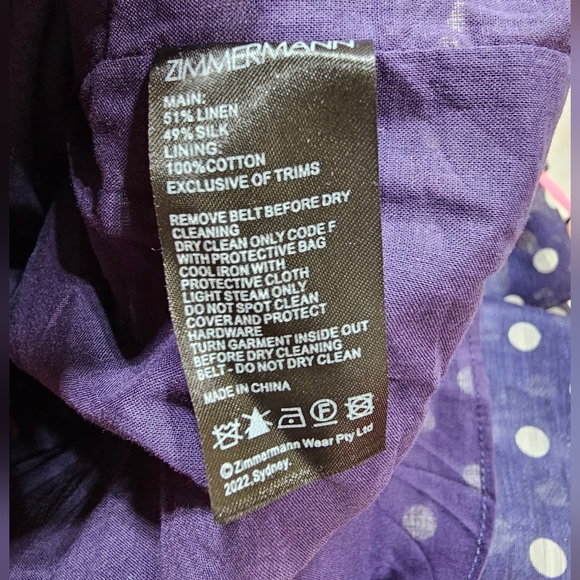 ZIMMERMANN
MAIN:
51% LINEN
49% SILK
LINING:
100%COTTON
EXCLUSIVE OF TRIMS
REMOVE BELT BEFORE DRY
CLEANING
DRY CLEAN ONLY CODE F
WITH PROTECTIVE BAG
COOL IRON WITH
PROTECTIVE CLOTH
LIGHT STEAM ONLY
DO NOT SPOT CLEAN
COVER AND PROTECT
HARDWARE
TURN GARMENT INSIDE OUT
BEFORE DRY CLEANING
BELT - DO NOT DRY CLEAN
MADE IN CHINA
F
©Zimmermann Wear Pty Ltd
2022 Sydney.